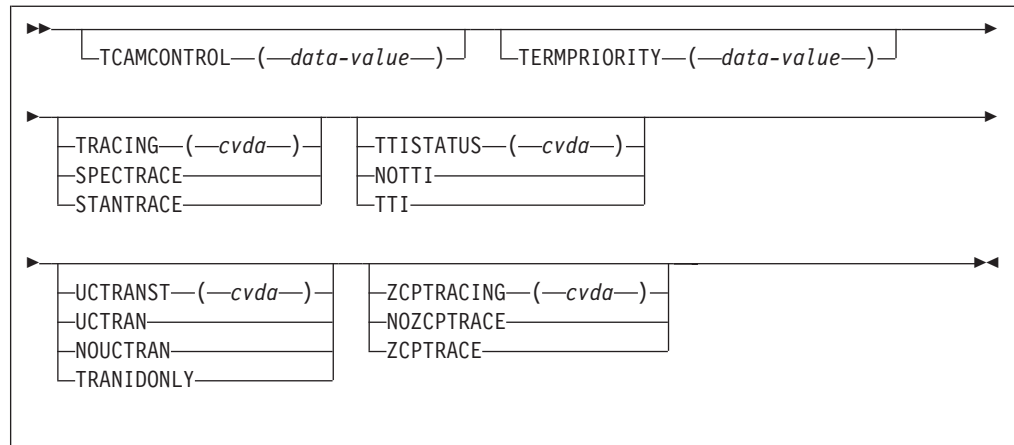 TCAMCONTROL ( data-value ) TERMPRIORITY ( data-value )
TRACING ( cvda ) TTISTATUS ( cvda )
SPECTRACE NOTTI
STANTRACE TTI
UCTRANST ( cvda ) ZCPTRACING ( cvda )
UCTRAN NOZCPTRACE
NOUCTRAN ZCPTRACE
TRANIDONLY